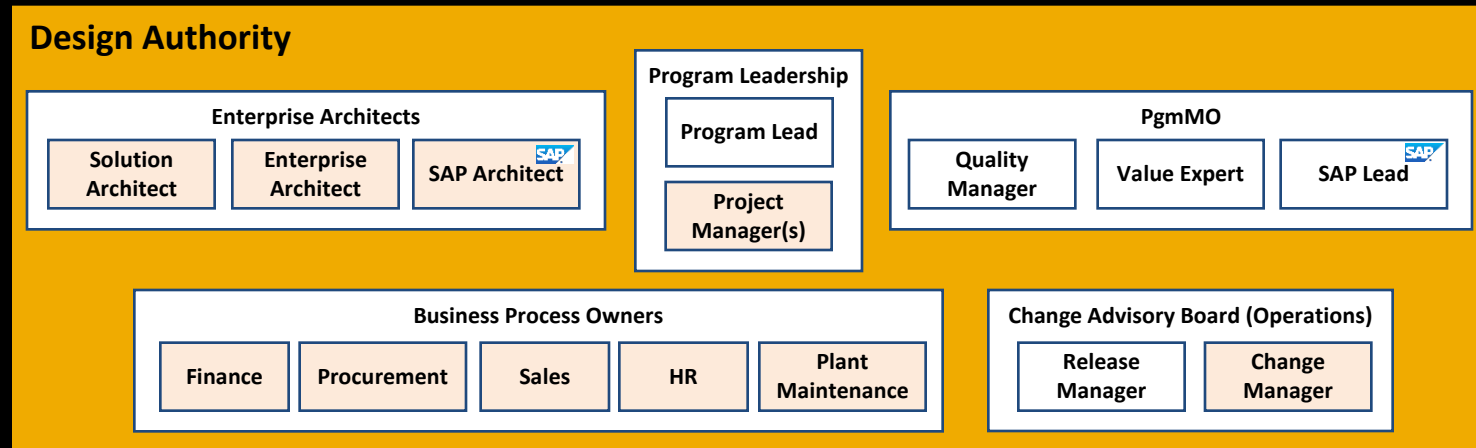 Design Authority
Enterprise Architects
Solution
Architect
Enterprise
Architect
SAP Architect
SAP
Program Leadership
Program Lead
Project
Manager(s)
PgmMO
Quality
Manager
Value Expert
SAP Lead
SAP
Business Process Owners
Finance
Procurement
Sales
HR
Plant
Maintenance
Change Advisory Board (Operations)
Release
Manager
Change
Manager